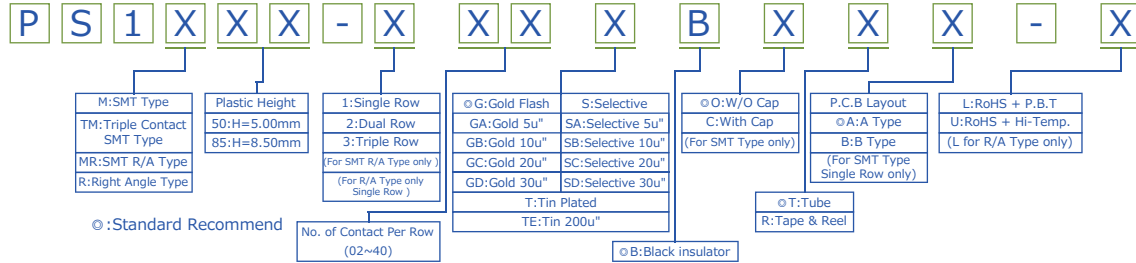 P S 1 X X X - X X X X B X X X - X
M:SMT Type
TM:Triple Contact
SMT Type
MR:SMT R/A Type
R:Right Angle Type
Plastic Height
50:H=5.00mm
85:H=8.50mm
1:Single Row
2:Dual Row
3:Triple Row
(For SMT R/A Type only )
(For R/A Type only
Single Row )
No. of Contact Per Row
(02~40)
◎G:Gold Flash S:Selective
GA:Gold 5u" SA:Selective 5u"
GB:Gold 10u" SB:Selective 10u"
GC:Gold 20u" SC:Selective 20u"
GD:Gold 30u" SD:Selective 30u"
T:Tin Plated
TE:Tin 200u"
◎B:Black insulator
◎O:W/O Cap
C:With Cap
(For SMT Type only)
◎T:Tube
R:Tape & Reel
P.C.B Layout
◎A:A Type
B:B Type
(For SMT Type
Single Row only)
L:RoHS + P.B.T
U:RoHS + Hi-Temp.
(L for R/A Type only)
◎:Standard Recommend